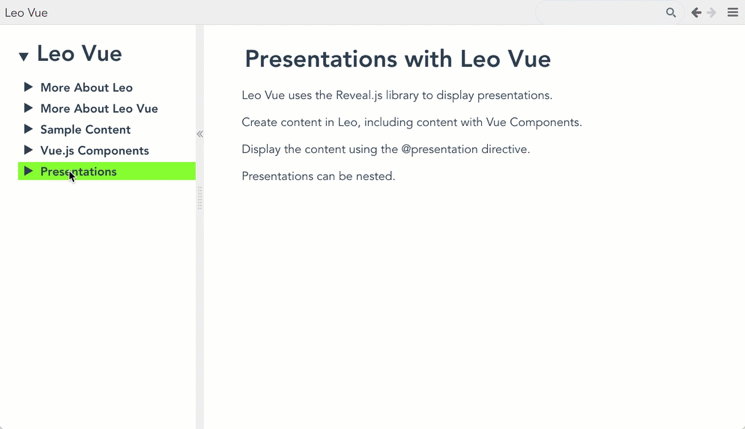 Leo Vue
Leo Vue
More About Leo
More About Leo Vue
Sample Content
Vue.js Components
Presentations
Presentations with Leo Vue
Leo Vue uses the Reveal.js library to display presentations.
Create content in Leo, including content with Vue Components.
Display the content using the @presentation directive.
Presentations can be nested.